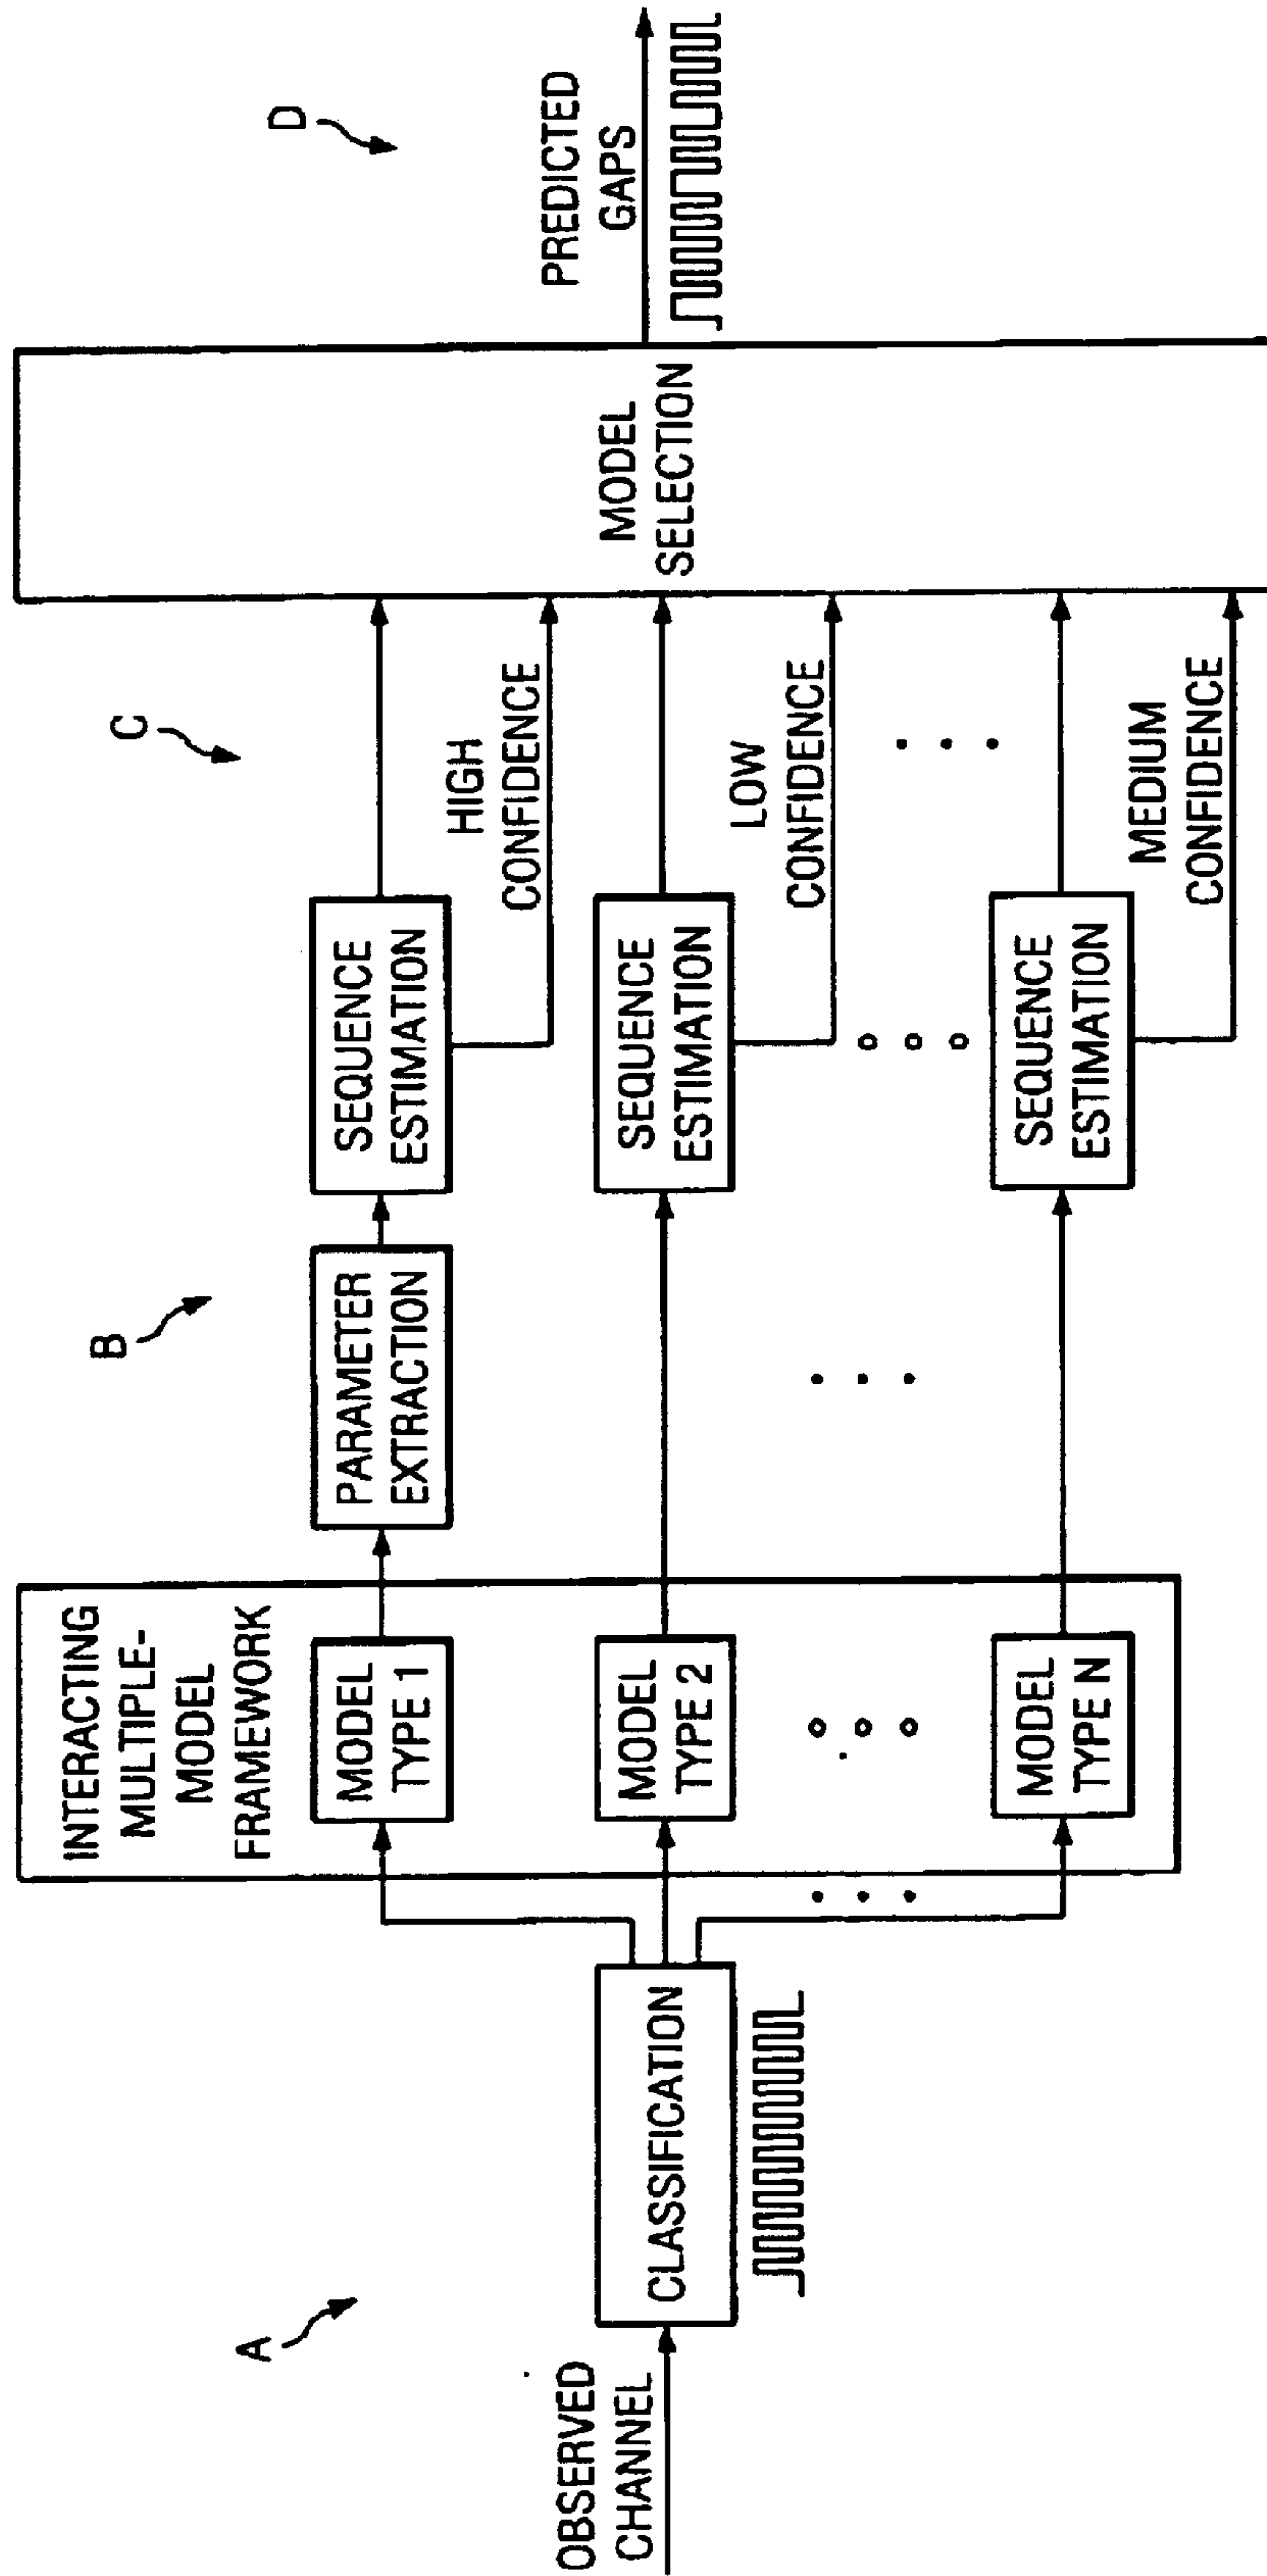 A
OBSERVED
CHANNEL
CLASSIFICATION
INTERACTING
MULTIPLE-
MODEL
FRAMEWORK
MODEL
TYPE 1
MODEL
TYPE 2
MODEL
TYPE N
B
PARAMETER
EXTRACTION
SEQUENCE
ESTIMATION
SEQUENCE
ESTIMATION
SEQUENCE
ESTIMATION
C
HIGH
CONFIDENCE
LOW
CONFIDENCE
MEDIUM
CONFIDENCE
MODEL
SELECTION
D
PREDICTED
GAPS